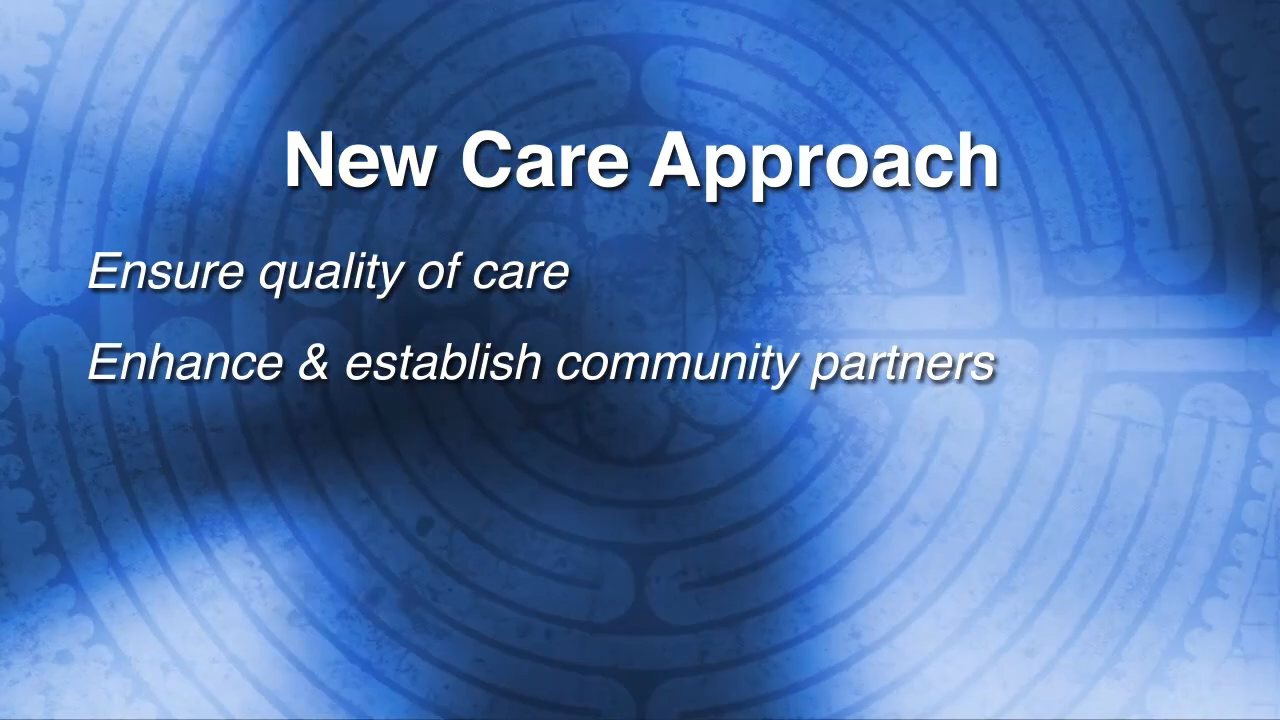 New Care Approach
Ensure quality of care
Enhance & establish community partners